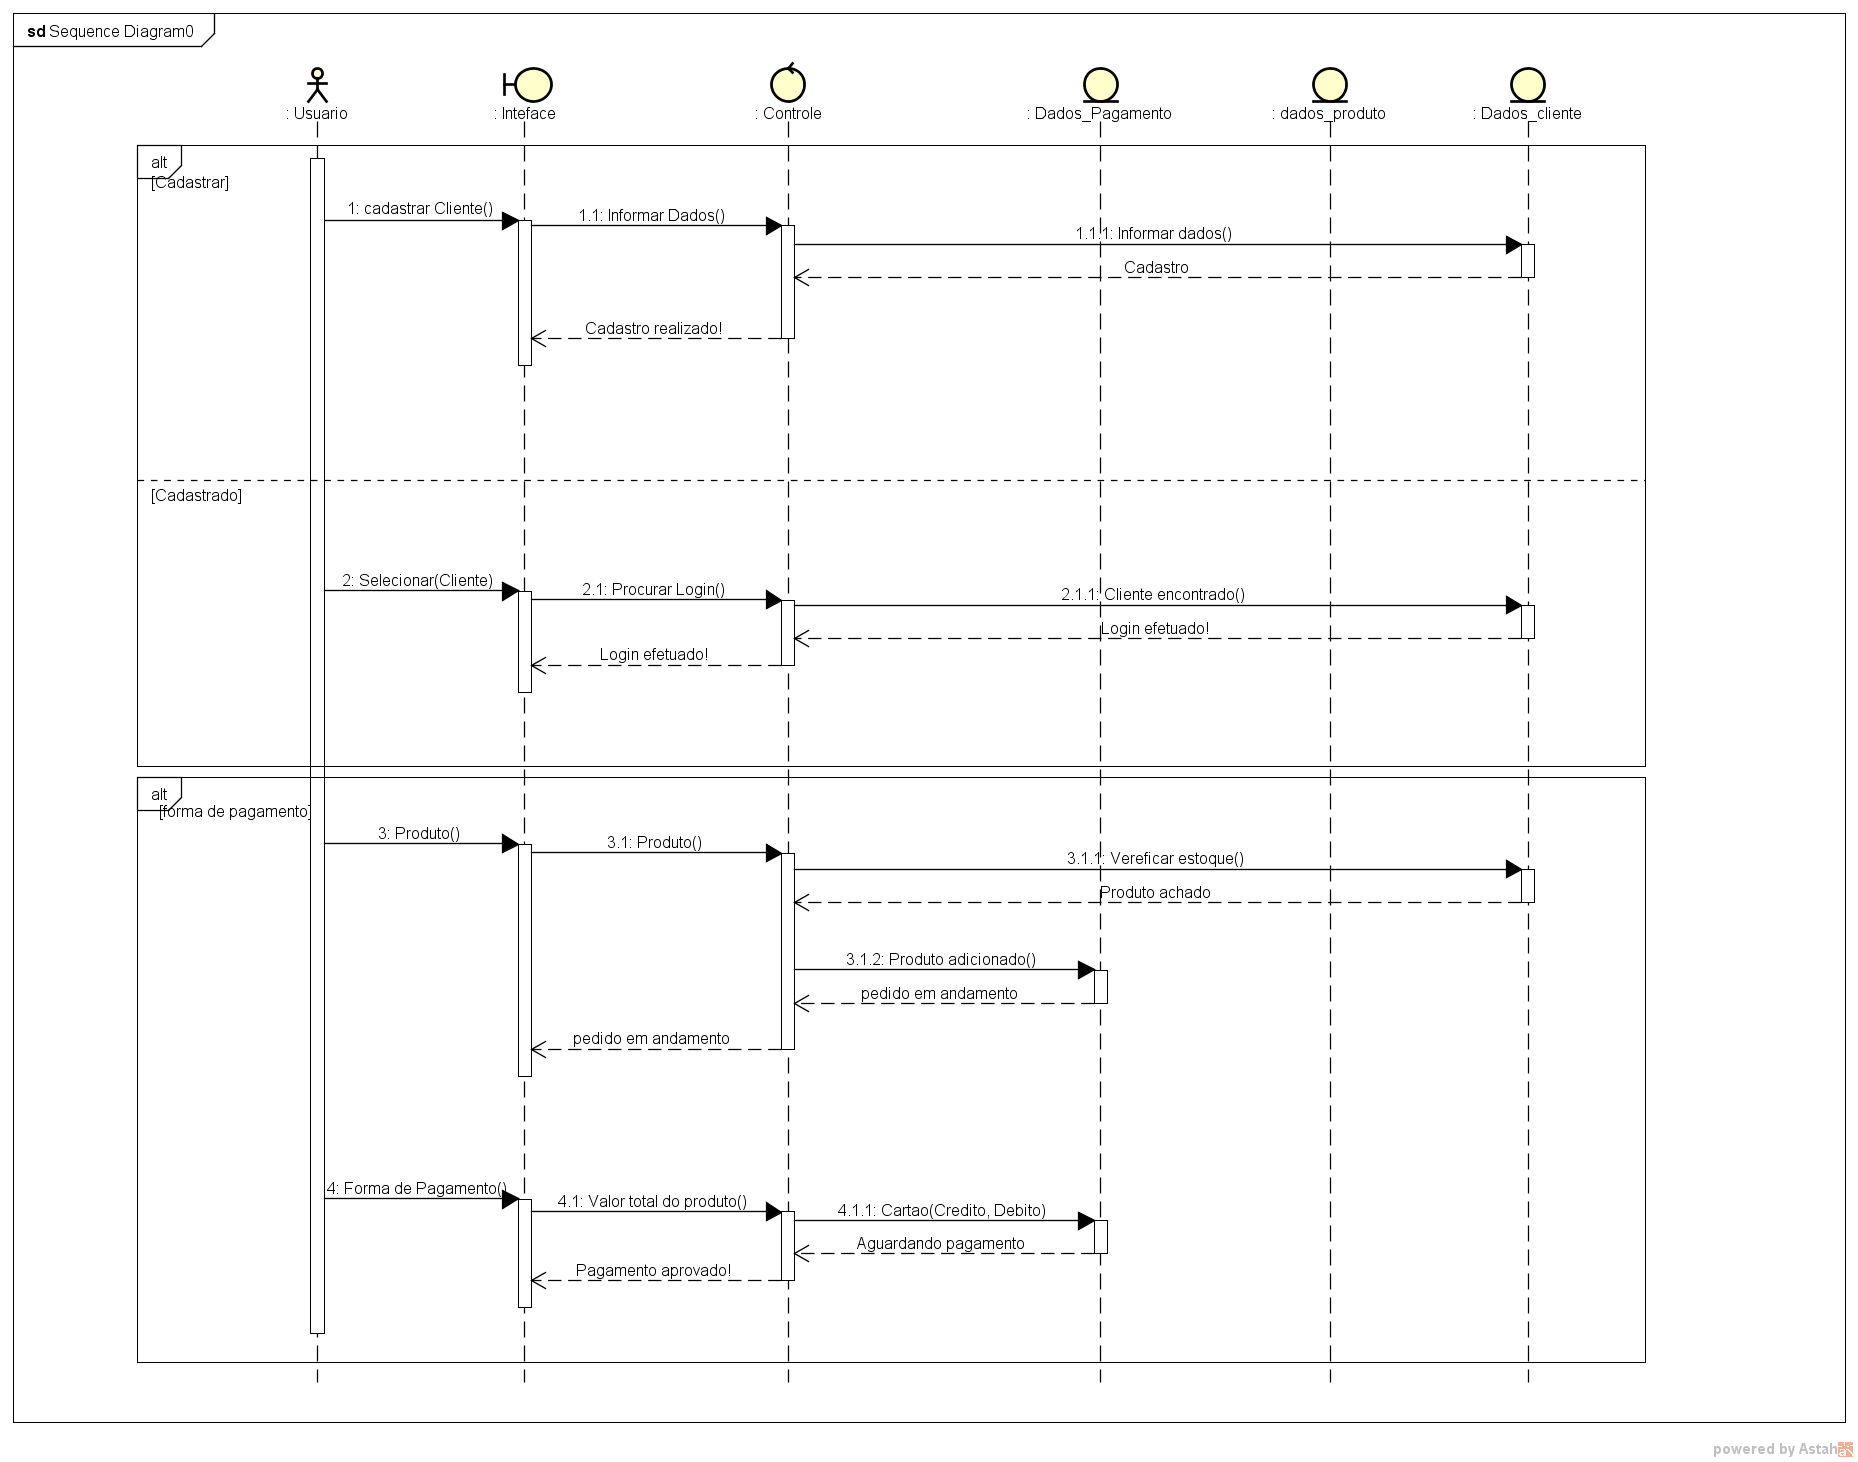 sd Sequence Diagram0
: Usuario
: Inteface
: Controle
: Dados_Pagamento
: dados_produto
: Dados_cliente
alt
[Cadastrar]
1: cadastrar Cliente()
1.1: Informar Dados()
1.1.1: Informar dados()
Cadastro
Cadastro realizado!
[Cadastrado]
2: Selecionar(Cliente)
2.1: Procurar Login()
2.1.1: Cliente encontrado()
Login efetuado!
Login efetuado!
alt
[forma de pagamento]
3: Produto()
3.1: Produto()
3.1.1: Vereficar estoque()
Produto achado
3.1.2: Produto adicionado()
pedido em andamento
pedido em andamento
4: Forma de Pagamento()
4.1: Valor total do produto()
4.1.1: Cartao(Credito, Debito)
Aguardando pagamento
Pagamento aprovado!
powered by Astah